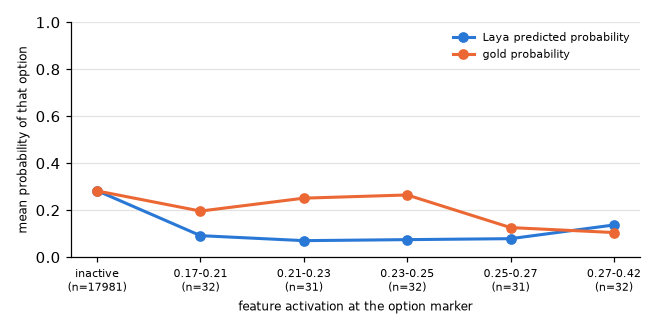 1.0
0.8
0.6
0.4
0.2
0.0
mean probability of that option
Laya predicted probability
gold probability
inactive
(n=17981)
0.17-0.21
(n=32)
0.21-0.23
(n=31)
0.23-0.25
(n=32)
0.25-0.27
(n=31)
0.27-0.42
(n=32)
feature activation at the option marker